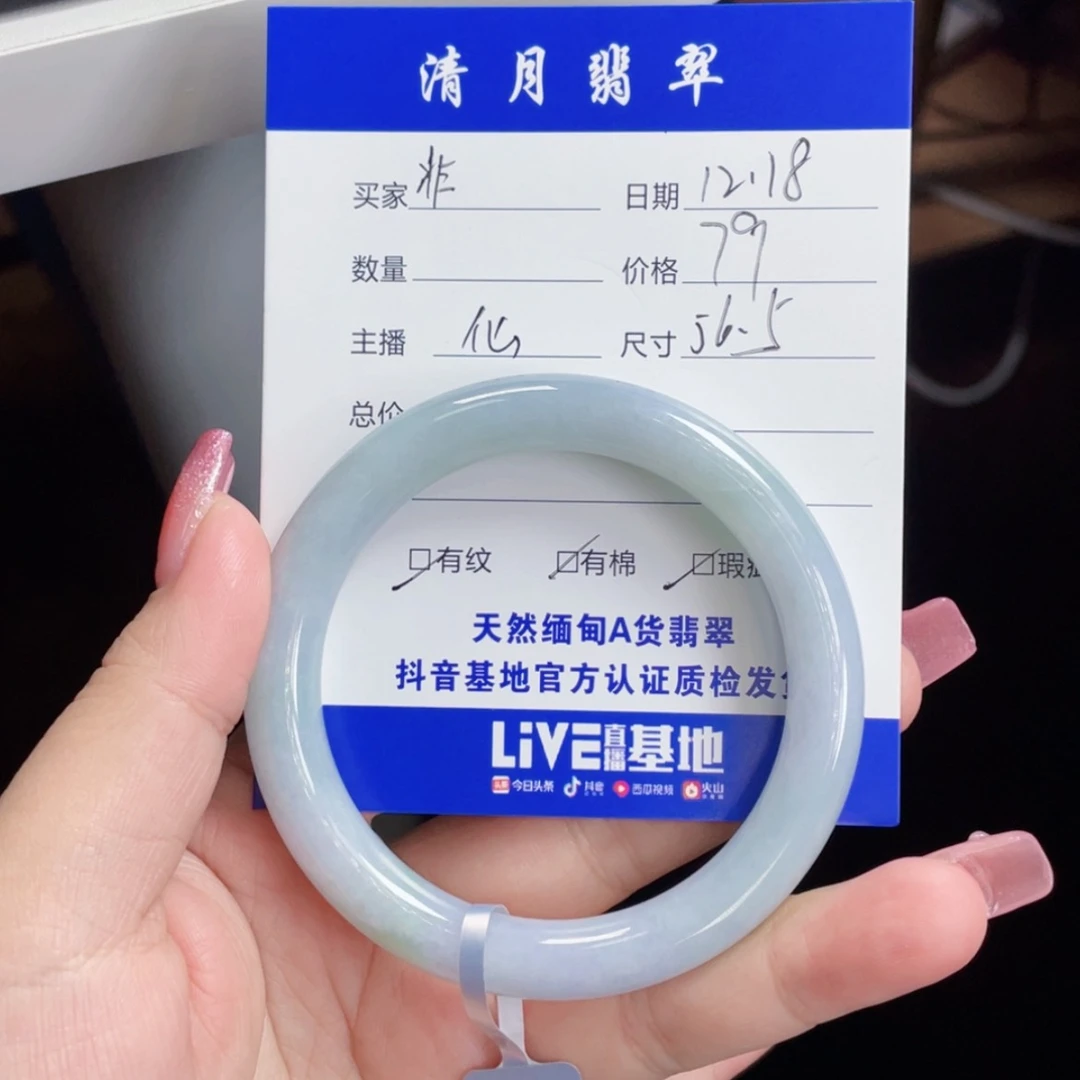 清月翡翠
买家 非 日期 12.18
数量 价格 79
主播 仙 尺寸 56.5
总价
有纹 有棉 瑕
天然缅甸A货翡翠
抖音基地官方认证质检发
LiVE直播基地
头条 今日头条 抖音 西瓜视频 火山